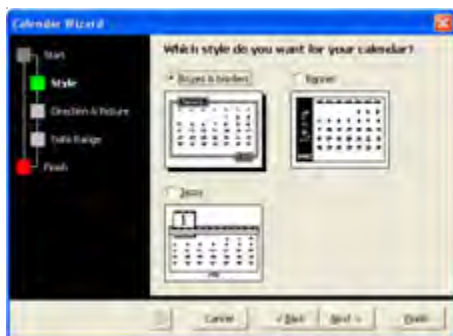 Calendar Wizard
Which style do you want for your calendar?
Start
Style
Direction & Picture
Date Range
Finish
Boxes & borders
Banner
Jazzy
Cancel
< Back
Next >
Finish